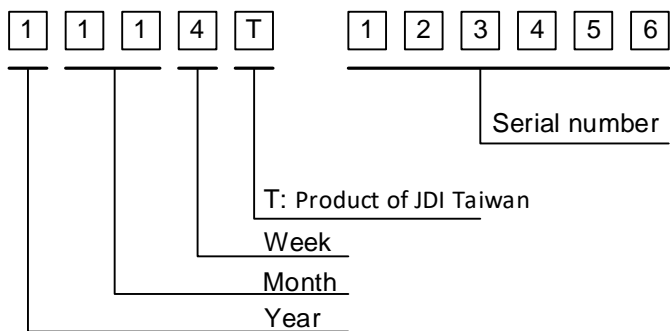 1 1 1 4 T 1 2 3 4 5 6
Serial number
T: Product of JDI Taiwan
Week
Month
Year